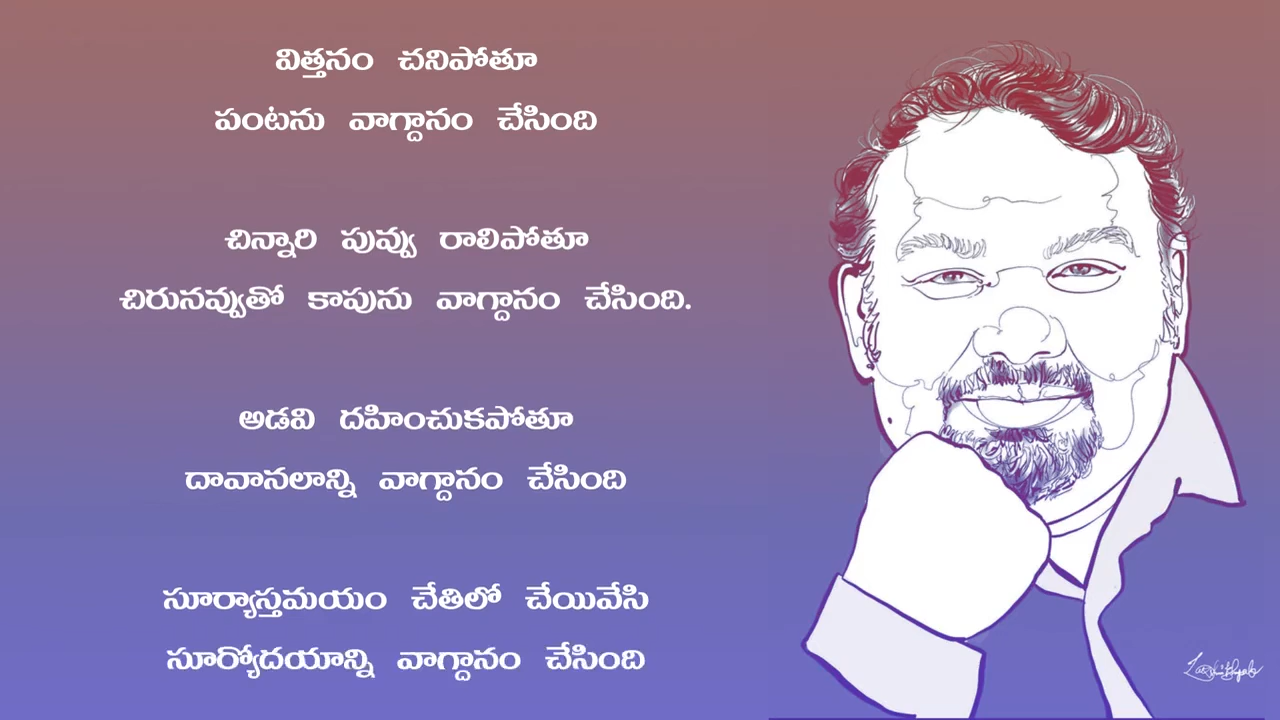 విత్తనం చనిపోతూ
పంటను వాగ్దానం చేసింది
చిన్నారి పువ్వు రాలిపోతూ
చిరునవ్వుతో కాపును వాగ్దానం చేసింది.
అడవి దహించుకపోతూ
దావానలాన్ని వాగ్దానం చేసింది
సూర్యాస్తమయం చేతిలో చేయివేసి
సూర్యోదయాన్ని వాగ్దానం చేసింది